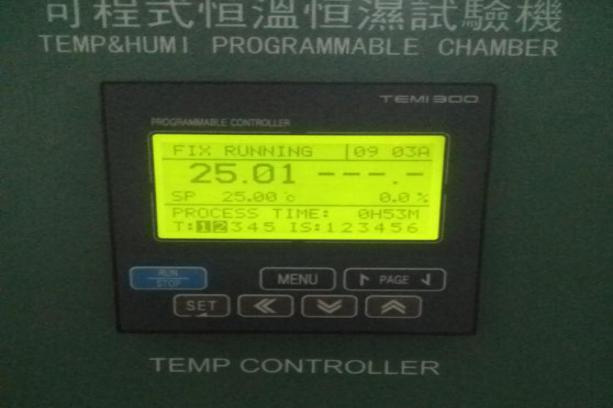 可程式恒溫恒濕試驗機
TEMP&HUMI PROGRAMMABLE CHAMBER
TEMI300
PROGRAMMABLE CONTROLLER
FIX RUNNING 09 03A
25.01 ---.-
SP 25.00 ℃ 0.0 %
PROCESS TIME: 0H53M
T:12345 IS:123456
RUN
STOP
MENU
PAGE
SET
TEMP CONTROLLER